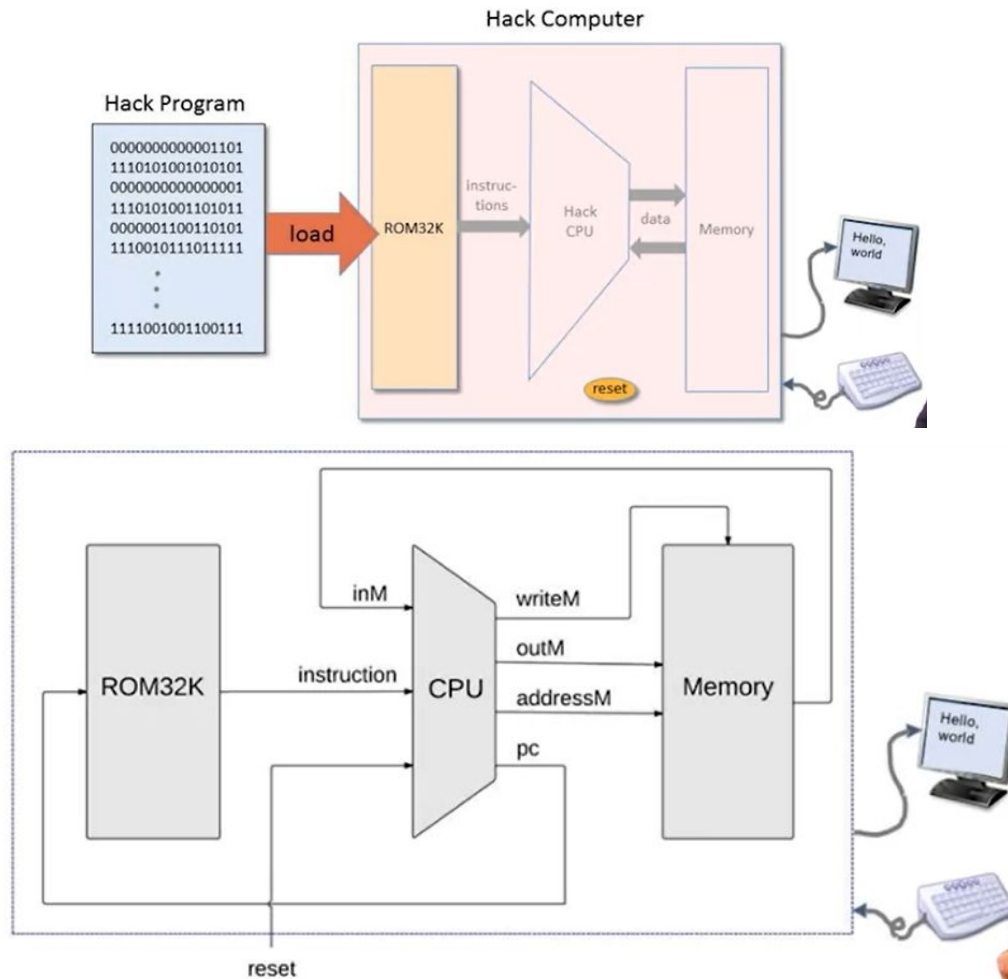 Hack Computer
Hack Program
0000000000001101
1110101001010101
0000000000000001
1110101001101011
0000001100110101
1110010111011111
1111001001100111
load
ROM32K
instruc-
tions
Hack
CPU
data
Memory
reset
Hello,
world
inM
writeM
outM
instruction
ROM32K
CPU
Memory
addressM
pc
Hello,
world
reset